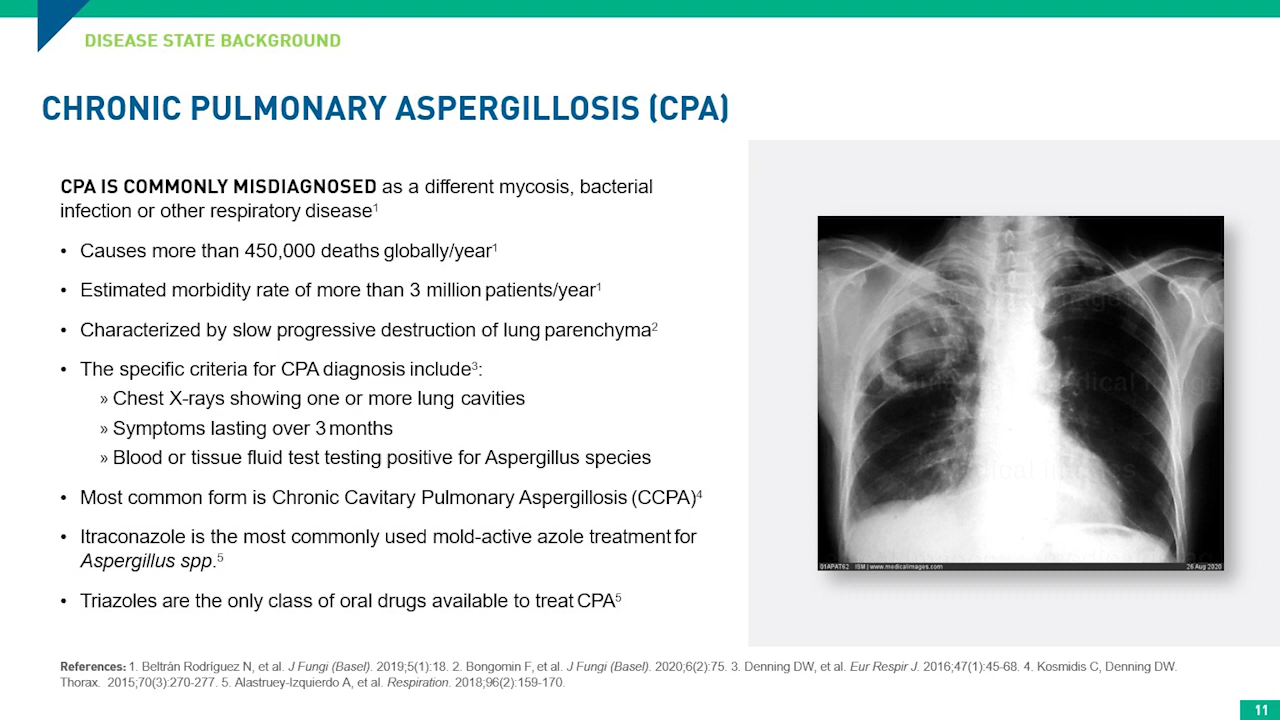 DISEASE STATE BACKGROUND
CHRONIC PULMONARY ASPERGILLOSIS (CPA)
CPA IS COMMONLY MISDIAGNOSED as a different mycosis, bacterial
infection or other respiratory disease¹
• Causes more than 450,000 deaths globally/year¹
• Estimated morbidity rate of more than 3 million patients/year¹
• Characterized by slow progressive destruction of lung parenchyma²
• The specific criteria for CPA diagnosis include³:
» Chest X-rays showing one or more lung cavities
» Symptoms lasting over 3 months
» Blood or tissue fluid test testing positive for Aspergillus species
• Most common form is Chronic Cavitary Pulmonary Aspergillosis (CCPA)⁴
• Itraconazole is the most commonly used mold-active azole treatment for
Aspergillus spp.⁵
• Triazoles are the only class of oral drugs available to treat CPA⁵
01APAT62 ISM | www.medicalimages.com
26 Aug 2020
References: 1. Beltrán Rodríguez N, et al. J Fungi (Basel). 2019;5(1):18. 2. Bongomin F, et al. J Fungi (Basel). 2020;6(2):75. 3. Denning DW, et al. Eur Respir J. 2016;47(1):45-68. 4. Kosmidis C, Denning DW.
Thorax. 2015;70(3):270-277. 5. Alastruey-Izquierdo A, et al. Respiration. 2018;96(2):159-170.
11